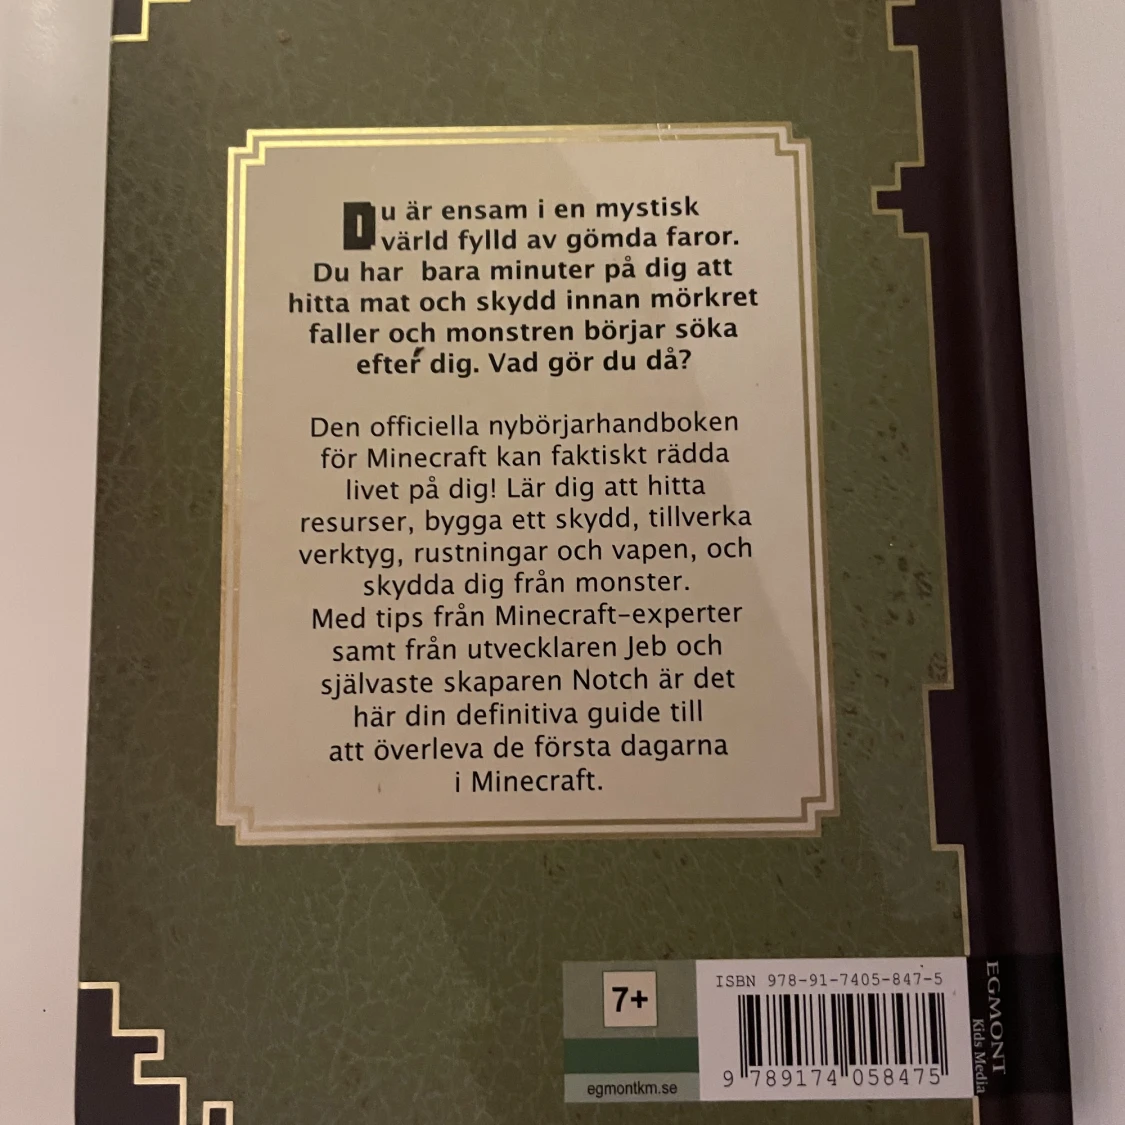 Du är ensam i en mystisk
värld fylld av gömda faror.
Du har bara minuter på dig att
hitta mat och skydd innan mörkret
faller och monstren börjar söka
efter dig. Vad gör du då?
Den officiella nybörjarhandboken
för Minecraft kan faktiskt rädda
livet på dig! Lär dig att hitta
resurser, bygga ett skydd, tillverka
verktyg, rustningar och vapen, och
skydda dig från monster.
Med tips från Minecraft-experter
samt från utvecklaren Jeb och
självaste skaparen Notch är det
här din definitiva guide till
att överleva de första dagarna
i Minecraft.
7+
egmontkm.se
ISBN 978-91-7405-847-5
9 789174 058475
EGMONT
Kids Media